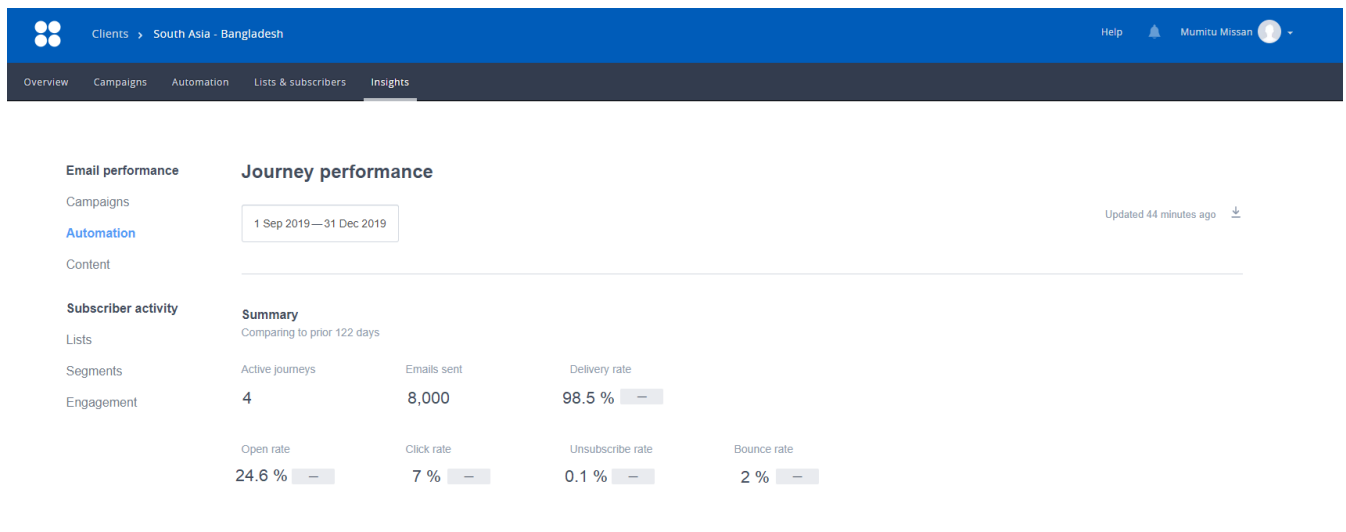 Clients > South Asia - Bangladesh
Help
Mumitu Missan
Overview Campaigns Automation Lists & subscribers Insights
Email performance
Campaigns
Automation
Content
Subscriber activity
Lists
Segments
Engagement
Journey performance
1 Sep 2019 — 31 Dec 2019
Updated 44 minutes ago
Summary
Comparing to prior 122 days
Active journeys Emails sent Delivery rate
4 8,000 98.5 % —
Open rate Click rate Unsubscribe rate Bounce rate
24.6 % — 7 % — 0.1 % — 2 % —